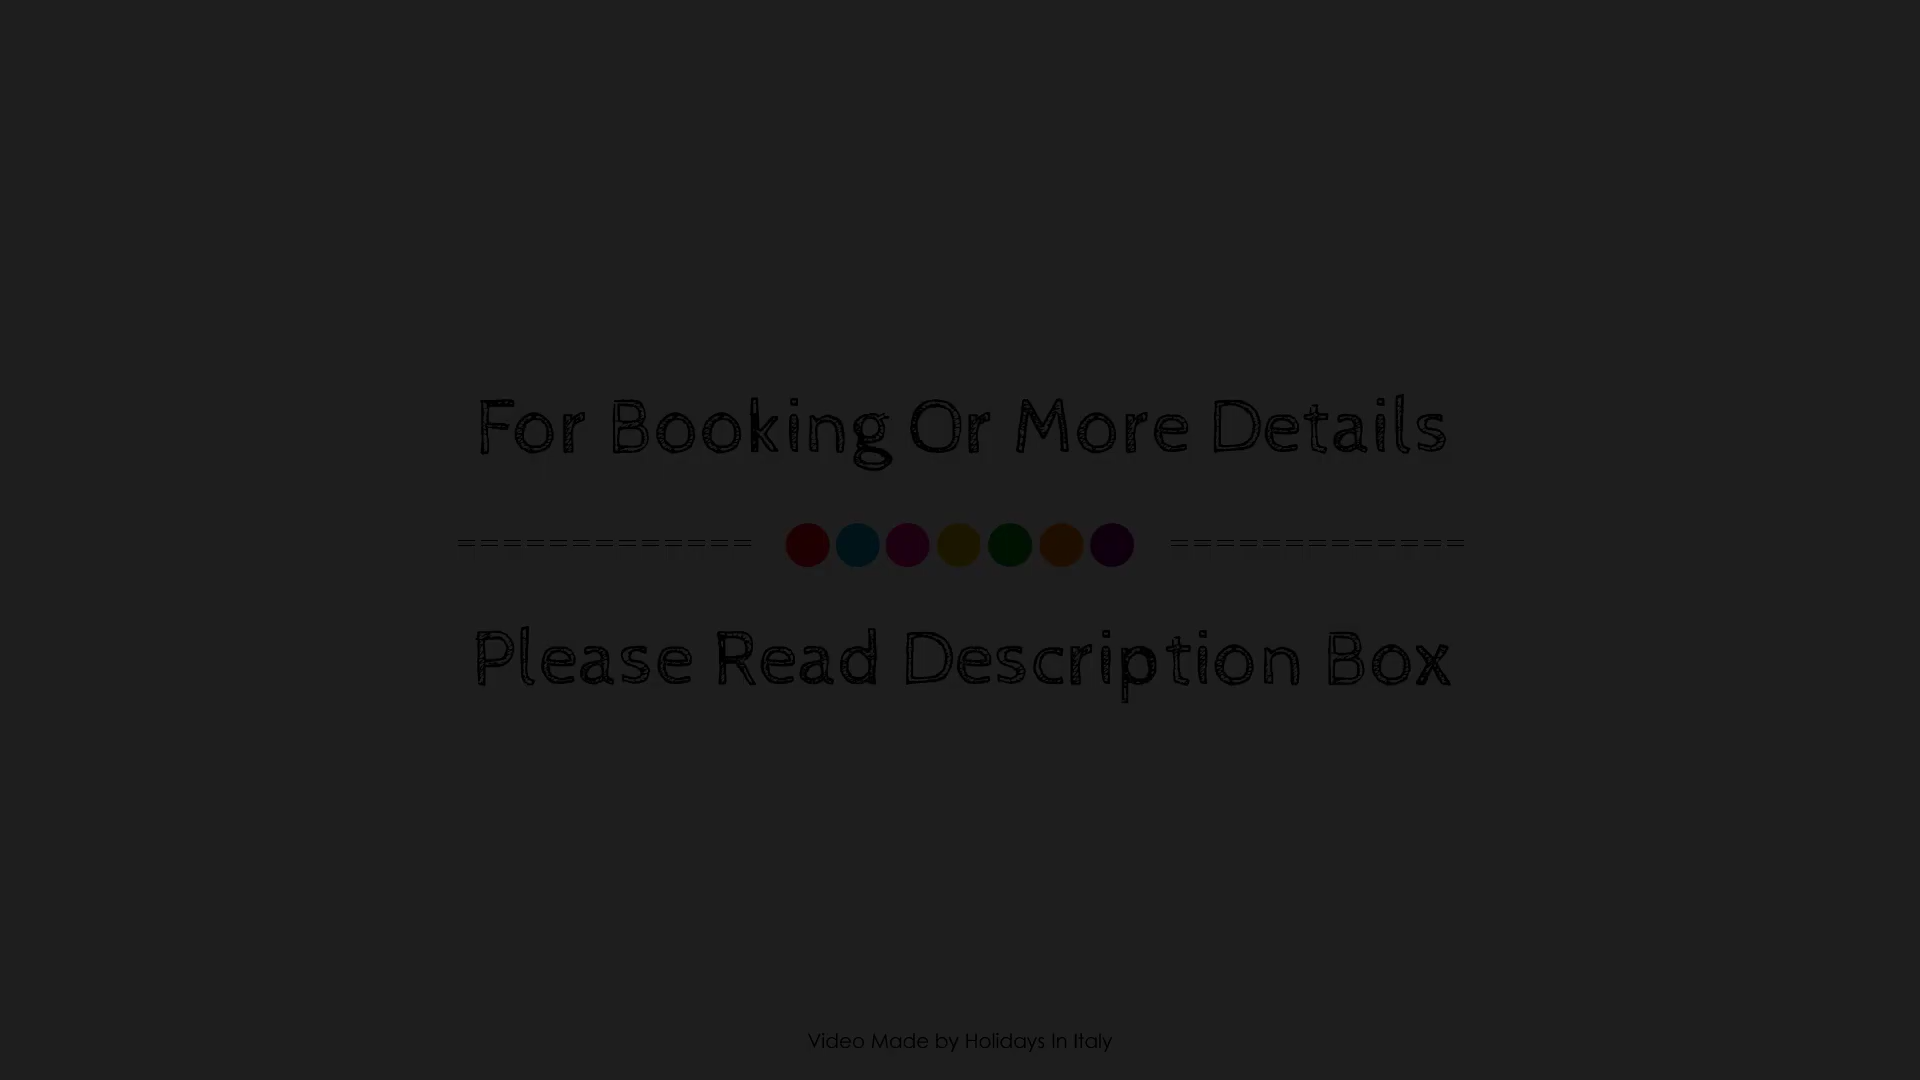 For Booking Or More Details
============= =============
Please Read Description Box
Video Made by Holidays In Italy